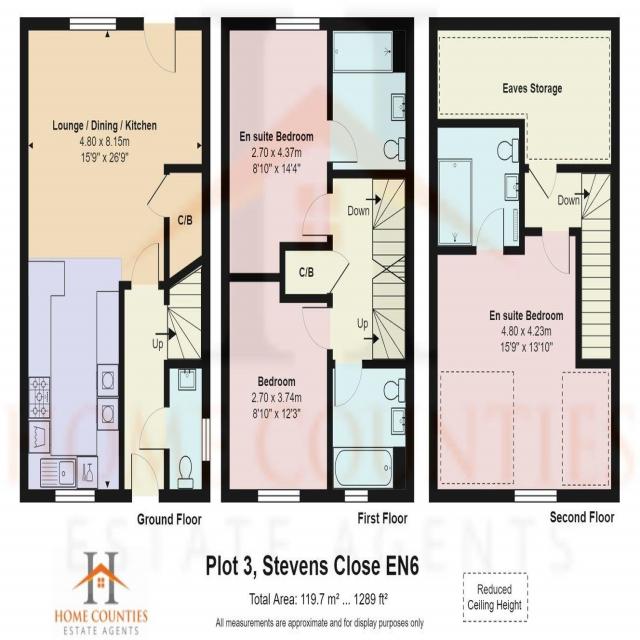 Lounge / Dining / Kitchen
4.80 x 8.15m
15'9" x 26'9"
C/B
Up
Ground Floor
En suite Bedroom
2.70 x 4.37m
8'10" x 14'4"
Down
C/B
Up
Bedroom
2.70 x 3.74m
8'10" x 12'3"
First Floor
Eaves Storage
Down
En suite Bedroom
4.80 x 4.23m
15'9" x 13'10"
Second Floor
HOME COUNTIES
ESTATE AGENTS
Plot 3, Stevens Close EN6
Total Area: 119.7 m² ... 1289 ft²
All measurements are approximate and for display purposes only
Reduced
Ceiling Height
H
HOME COUNTIES
ESTATE AGENTS